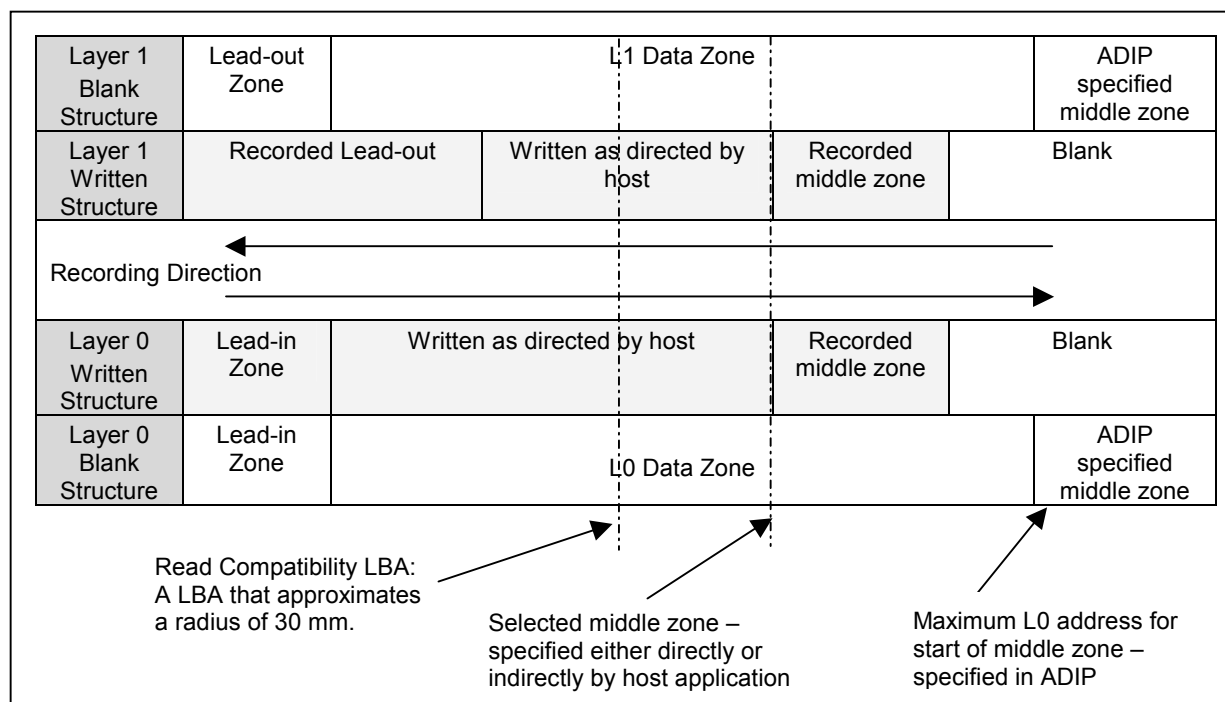 Layer 1
Blank
Structure
Lead-out
Zone
L1 Data Zone
ADIP
specified
middle zone
Layer 1
Written
Structure
Recorded Lead-out
Written as directed by
host
Recorded
middle zone
Blank
Recording Direction
Layer 0
Written
Structure
Lead-in
Zone
Written as directed by host
Recorded
middle zone
Blank
Layer 0
Blank
Structure
Lead-in
Zone
L0 Data Zone
ADIP
specified
middle zone
Read Compatibility LBA:
A LBA that approximates
a radius of 30 mm.
Selected middle zone –
specified either directly or
indirectly by host application
Maximum L0 address for
start of middle zone –
specified in ADIP